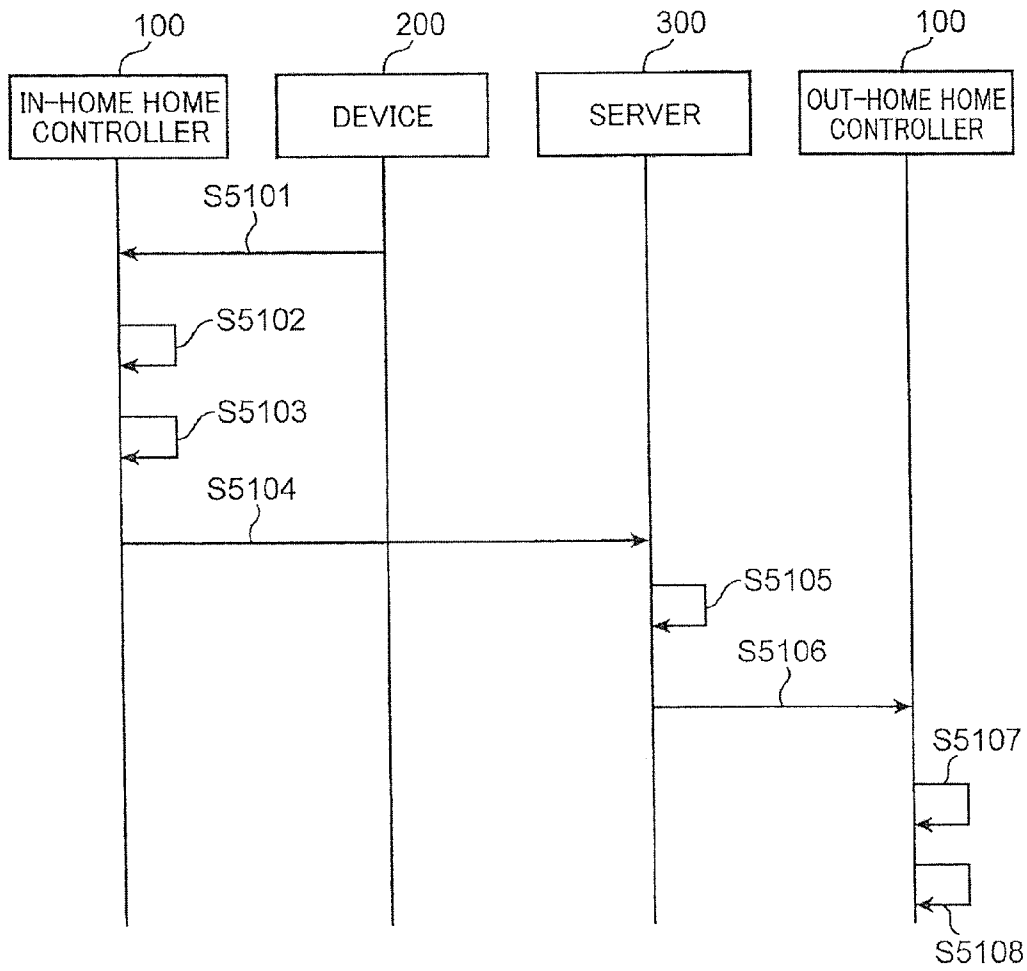 100
200
300
100
IN-HOME HOME
CONTROLLER
DEVICE
SERVER
OUT-HOME HOME
CONTROLLER
S5101
S5102
S5103
S5104
S5105
S5106
S5107
S5108